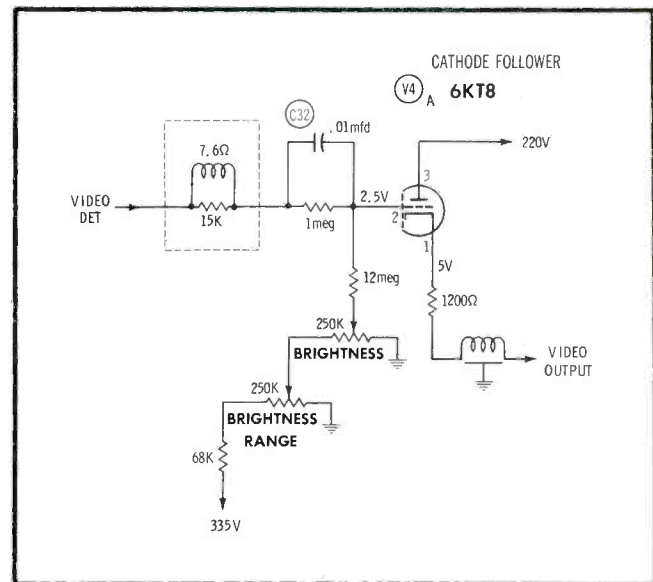 CATHODE FOLLOWER
V4 A 6KT8
C32
.01mfd
7.6Ω
220V
3
VIDEO
DET
15K
1meg
2.5V
2
1
5V
12meg
1200Ω
250K
BRIGHTNESS
VIDEO
OUTPUT
250K
BRIGHTNESS
RANGE
68K
335V